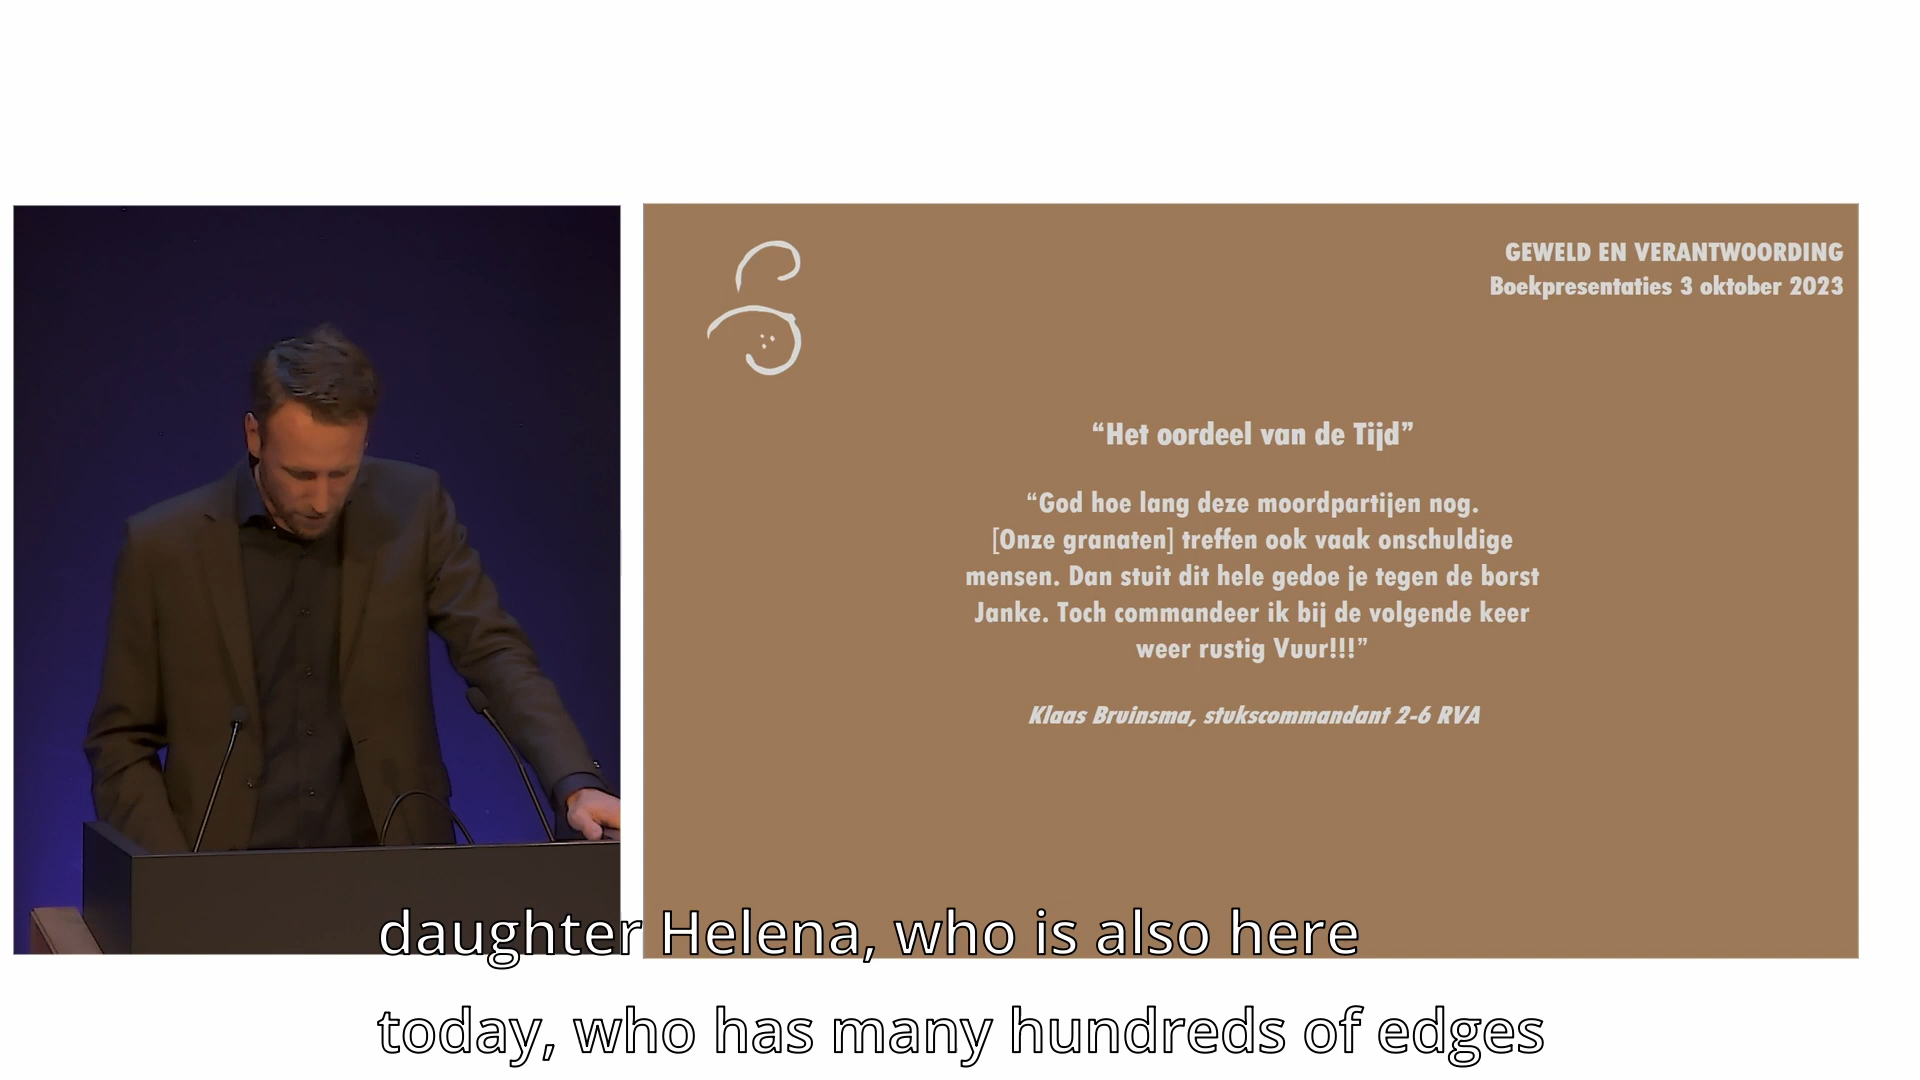 GEWELD EN VERANTWOORDING
Boekpresentaties 3 oktober 2023
“Het oordeel van de Tijd”
“God hoe lang deze moordpartijen nog.
[Onze granaten] treffen ook vaak onschuldige
mensen. Dan stuit dit hele gedoe je tegen de borst
Janke. Toch commandeer ik bij de volgende keer
weer rustig Vuur!!!”
Klaas Bruinsma, stukscommandant 2-6 RVA
daughter Helena, who is also here
today, who has many hundreds of edges